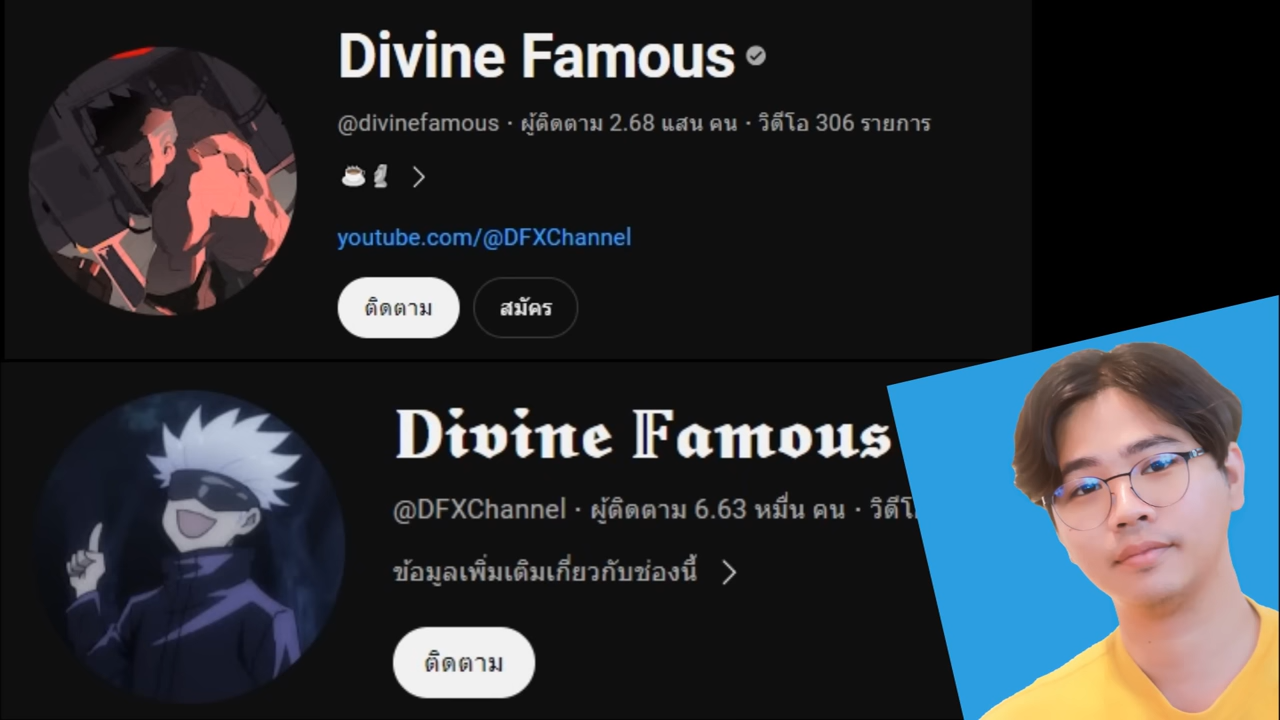 Divine Famous
@divinefamous · ผู้ติดตาม 2.68 แสน คน · วิดีโอ 306 รายการ
youtube.com/@DFXChannel
ติดตาม สมัคร
𝕯𝖎𝖛𝖎𝖓𝖊 𝔽𝖆𝖒𝖔𝖚𝖘
@DFXChannel · ผู้ติดตาม 6.63 หมื่น คน · วิดีโ
ข้อมูลเพิ่มเติมเกี่ยวกับช่องนี้
ติดตาม